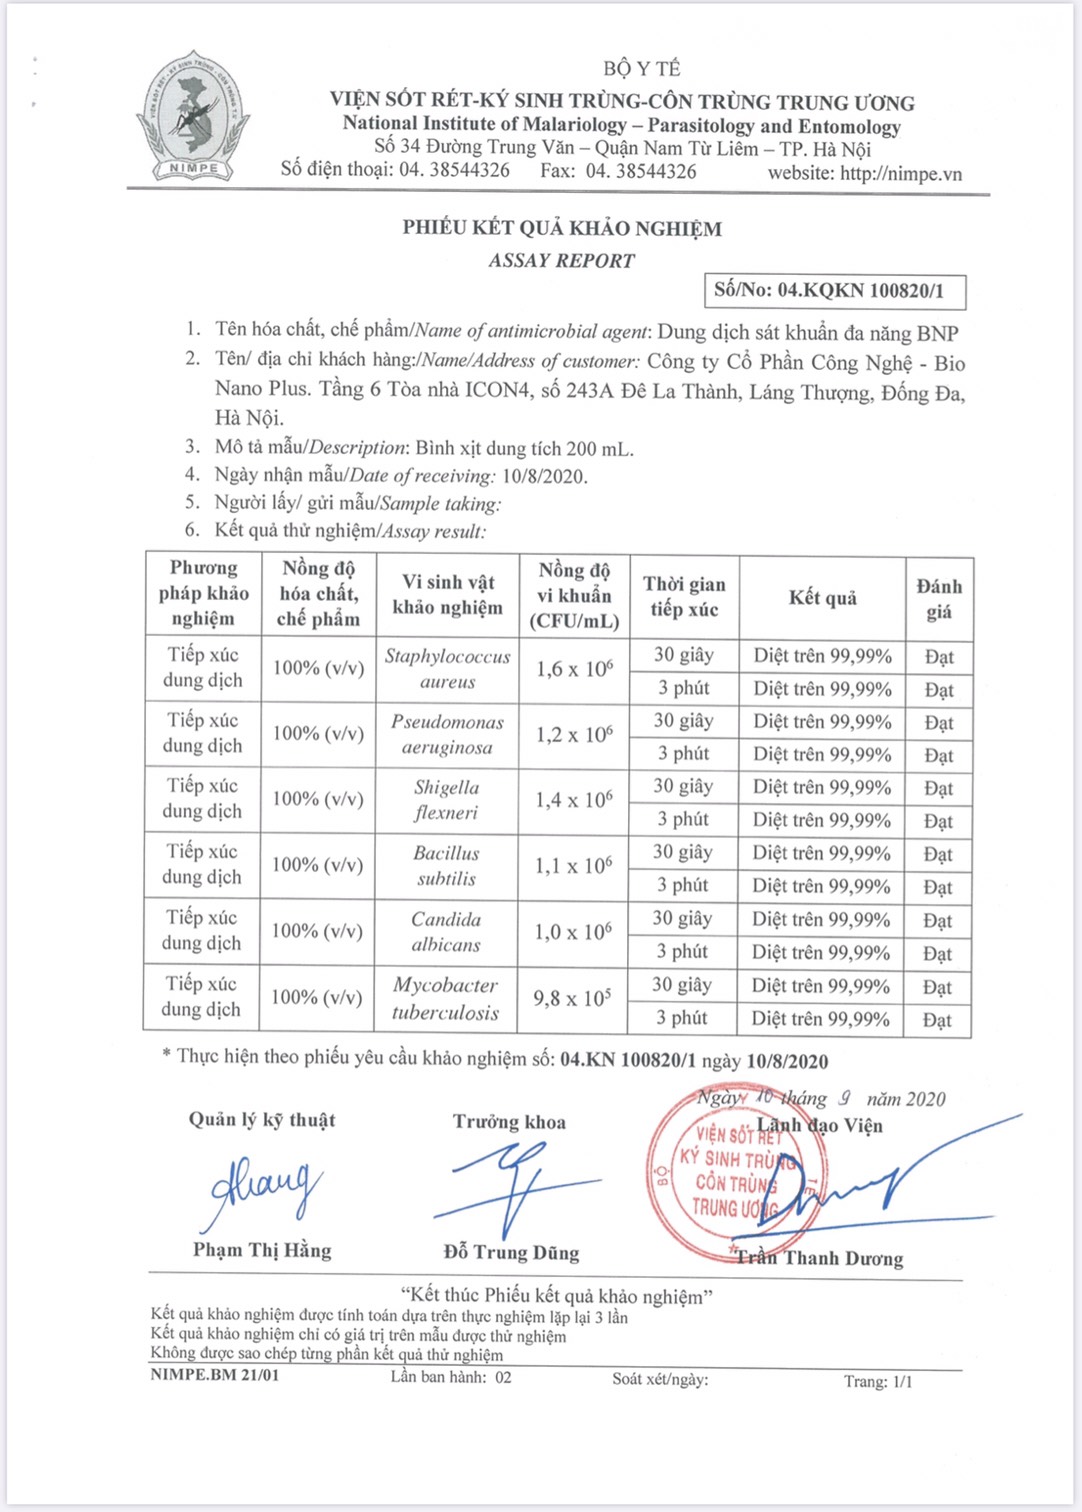 VIỆN SỐT RÉT - KÝ SINH TRÙNG - CÔN TRÙNG T.Ư
NIMPE
BỘ Y TẾ
VIỆN SỐT RÉT-KÝ SINH TRÙNG-CÔN TRÙNG TRUNG ƯƠNG
National Institute of Malariology – Parasitology and Entomology
Số 34 Đường Trung Văn – Quận Nam Từ Liêm – TP. Hà Nội
Số điện thoại: 04. 38544326 Fax: 04. 38544326 website: http://nimpe.vn
PHIẾU KẾT QUẢ KHẢO NGHIỆM
ASSAY REPORT
Số/No: 04.KQKN 100820/1
1. Tên hóa chất, chế phẩm/Name of antimicrobial agent: Dung dịch sát khuẩn đa năng BNP
2. Tên/ địa chỉ khách hàng:/Name/Address of customer: Công ty Cổ Phần Công Nghệ - Bio
Nano Plus. Tầng 6 Tòa nhà ICON4, số 243A Đê La Thành, Láng Thượng, Đống Đa,
Hà Nội.
3. Mô tả mẫu/Description: Bình xịt dung tích 200 mL.
4. Ngày nhận mẫu/Date of receiving: 10/8/2020.
5. Người lấy/ gửi mẫu/Sample taking:
6. Kết quả thử nghiệm/Assay result:
Phương pháp khảo nghiệm Nồng độ hóa chất, chế phẩm Vi sinh vật khảo nghiệm Nồng độ vi khuẩn (CFU/mL) Thời gian tiếp xúc Kết quả Đánh giá
Tiếp xúc dung dịch 100% (v/v) Staphylococcus aureus 1,6 x 10⁶ 30 giây Diệt trên 99,99% Đạt
3 phút Diệt trên 99,99% Đạt
Tiếp xúc dung dịch 100% (v/v) Pseudomonas aeruginosa 1,2 x 10⁶ 30 giây Diệt trên 99,99% Đạt
3 phút Diệt trên 99,99% Đạt
Tiếp xúc dung dịch 100% (v/v) Shigella flexneri 1,4 x 10⁶ 30 giây Diệt trên 99,99% Đạt
3 phút Diệt trên 99,99% Đạt
Tiếp xúc dung dịch 100% (v/v) Bacillus subtilis 1,1 x 10⁶ 30 giây Diệt trên 99,99% Đạt
3 phút Diệt trên 99,99% Đạt
Tiếp xúc dung dịch 100% (v/v) Candida albicans 1,0 x 10⁶ 30 giây Diệt trên 99,99% Đạt
3 phút Diệt trên 99,99% Đạt
Tiếp xúc dung dịch 100% (v/v) Mycobacter tuberculosis 9,8 x 10⁵ 30 giây Diệt trên 99,99% Đạt
3 phút Diệt trên 99,99% Đạt
* Thực hiện theo phiếu yêu cầu khảo nghiệm số: 04.KN 100820/1 ngày 10/8/2020
Ngày 10 tháng 9 năm 2020
Quản lý kỹ thuật Trưởng khoa Lãnh đạo Viện
BỘ Y TẾ
VIỆN SỐT RÉT
KÝ SINH TRÙNG
CÔN TRÙNG
TRUNG ƯƠNG
Phạm Thị Hằng Đỗ Trung Dũng Trần Thanh Dương
“Kết thúc Phiếu kết quả khảo nghiệm”
Kết quả khảo nghiệm được tính toán dựa trên thực nghiệm lặp lại 3 lần
Kết quả khảo nghiệm chỉ có giá trị trên mẫu được thử nghiệm
Không được sao chép từng phần kết quả thử nghiệm
NIMPE.BM 21/01 Lần ban hành: 02 Soát xét/ngày: Trang: 1/1